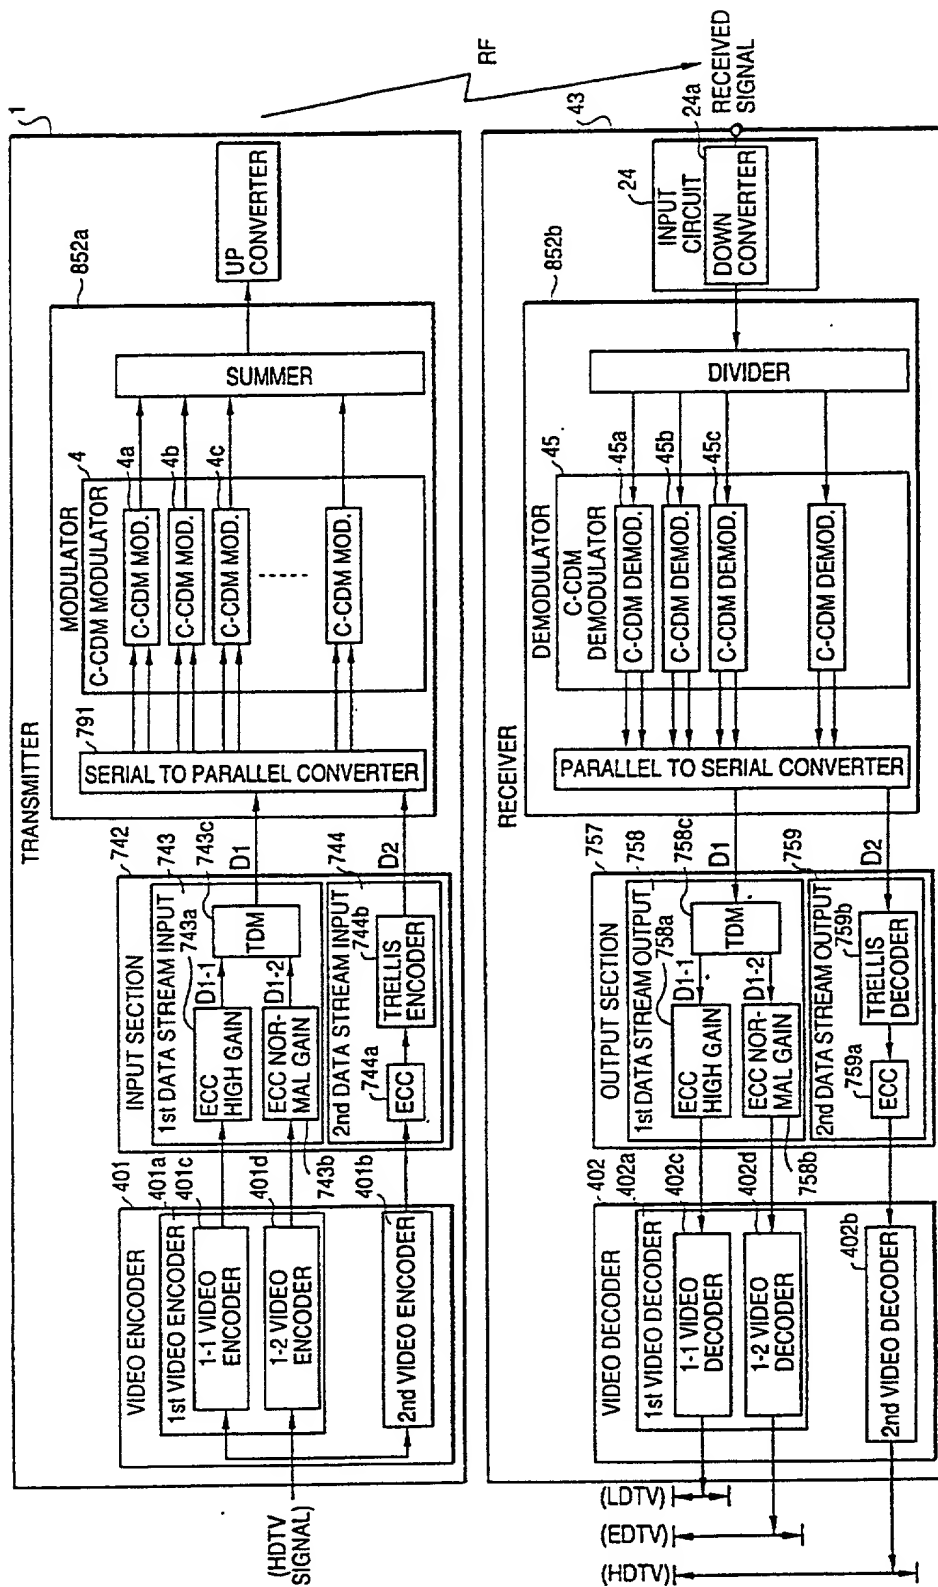 TRANSMITTER
1
(HDTV SIGNAL)
VIDEO ENCODER
401
1st VIDEO ENCODER
401a
1-1 VIDEO ENCODER
401c
1-2 VIDEO ENCODER
401d
2nd VIDEO ENCODER
401b
INPUT SECTION
742
1st DATA STREAM INPUT
743
743a
743c
ECC HIGH GAIN
D1-1
TDM
ECC NOR-
MAL GAIN
D1-2
743b
2nd DATA STREAM INPUT
744
744a
744b
ECC
TRELLIS ENCODER
D1
D2
791
SERIAL TO PARALLEL CONVERTER
MODULATOR
C-CDM MODULATOR
4
C-CDM MOD.
4a
C-CDM MOD.
4b
C-CDM MOD.
4c
C-CDM MOD.
SUMMER
852a
UP CONVERTER
RF
RECEIVER
43
RECEIVED SIGNAL
24
INPUT CIRCUIT
24a
DOWN CONVERTER
852b
DIVIDER
DEMODULATOR
C-CDM DEMODULATOR
45
C-CDM DEMOD.
45a
C-CDM DEMOD.
45b
C-CDM DEMOD.
45c
C-CDM DEMOD.
PARALLEL TO SERIAL CONVERTER
D1
D2
OUTPUT SECTION
757
1st DATA STREAM OUTPUT
758
758a
758c
ECC HIGH GAIN
D1-1
TDM
ECC NOR-
MAL GAIN
D1-2
758b
2nd DATA STREAM OUTPUT
759
759a
759b
ECC
TRELLIS DECODER
VIDEO DECODER
402
1st VIDEO DECODER
402a
1-1 VIDEO DECODER
402c
1-2 VIDEO DECODER
402d
2nd VIDEO DECODER
402b
(LDTV)
(EDTV)
(HDTV)